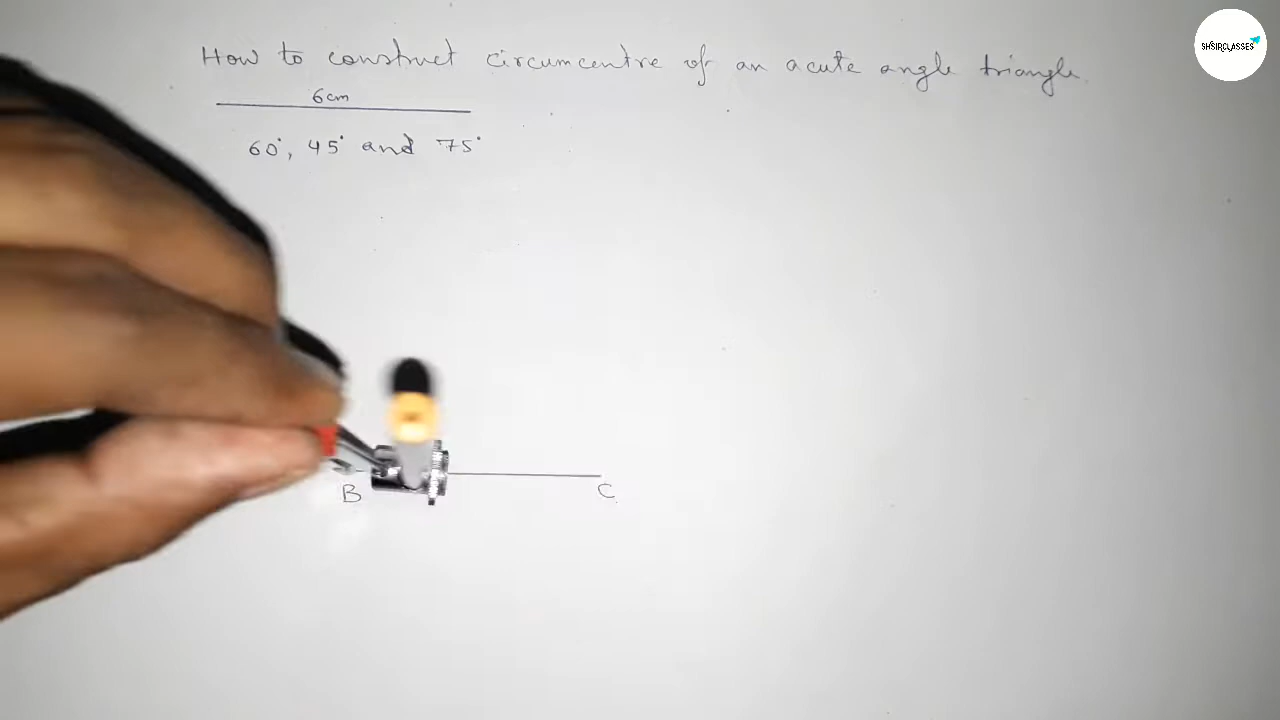 How to construct circumcentre of an acute angle triangle
6cm
60°, 45° and 75°
B
C
SHSIRCLASSES